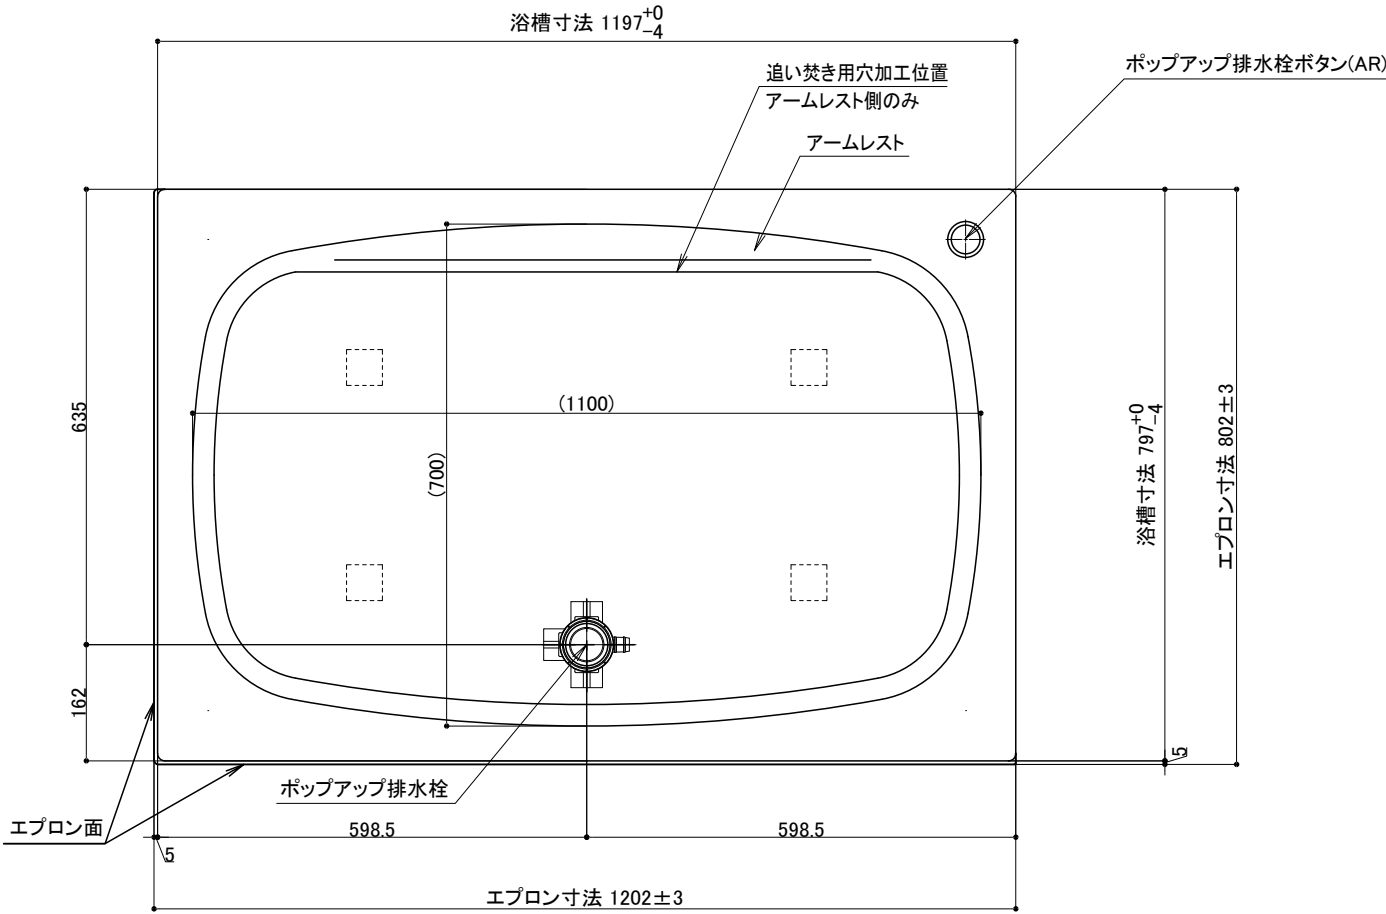 浴槽寸法 1197+0
-4
追い焚き用穴加工位置
アームレスト側のみ
ポップアップ排水栓ボタン(AR)
アームレスト
635
(1100)
(700)
浴槽寸法 797+0
-4
エプロン寸法 802±3
162
5
ポップアップ排水栓
エプロン面
598.5
598.5
5
エプロン寸法 1202±3